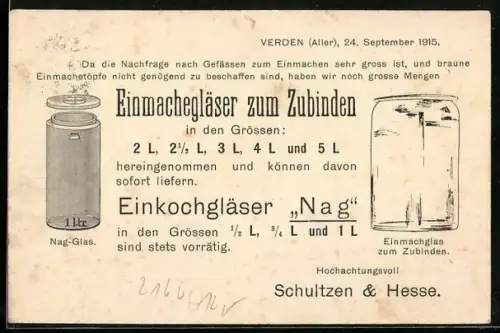 VERDEN (Aller), 24. September 1915.
Da die Nachfrage nach Gefässen zum Einmachen sehr gross ist, und braune
Einmachetöpfe nicht genügend zu beschaffen sind, haben wir noch grosse Mengen
Einmachegläser zum Zubinden
in den Grössen:
2 L, 2½ L, 3 L, 4 L und 5 L
hereingenommen und können davon
sofort liefern.
Einkochgläser „Nag“
in den Grössen ½ L, ¾ L und 1 L
sind stets vorrätig.
1 Ltr.
Nag-Glas.
Einmachglas
zum Zubinden.
Hochachtungsvoll
Schultzen & Hesse.